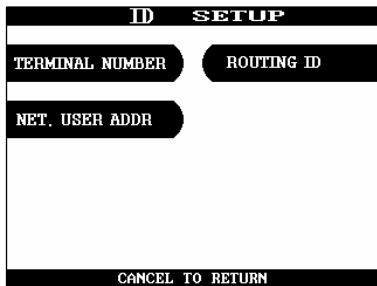 ID SETUP
TERMINAL NUMBER
ROUTING ID
NET. USER ADDR
CANCEL TO RETURN